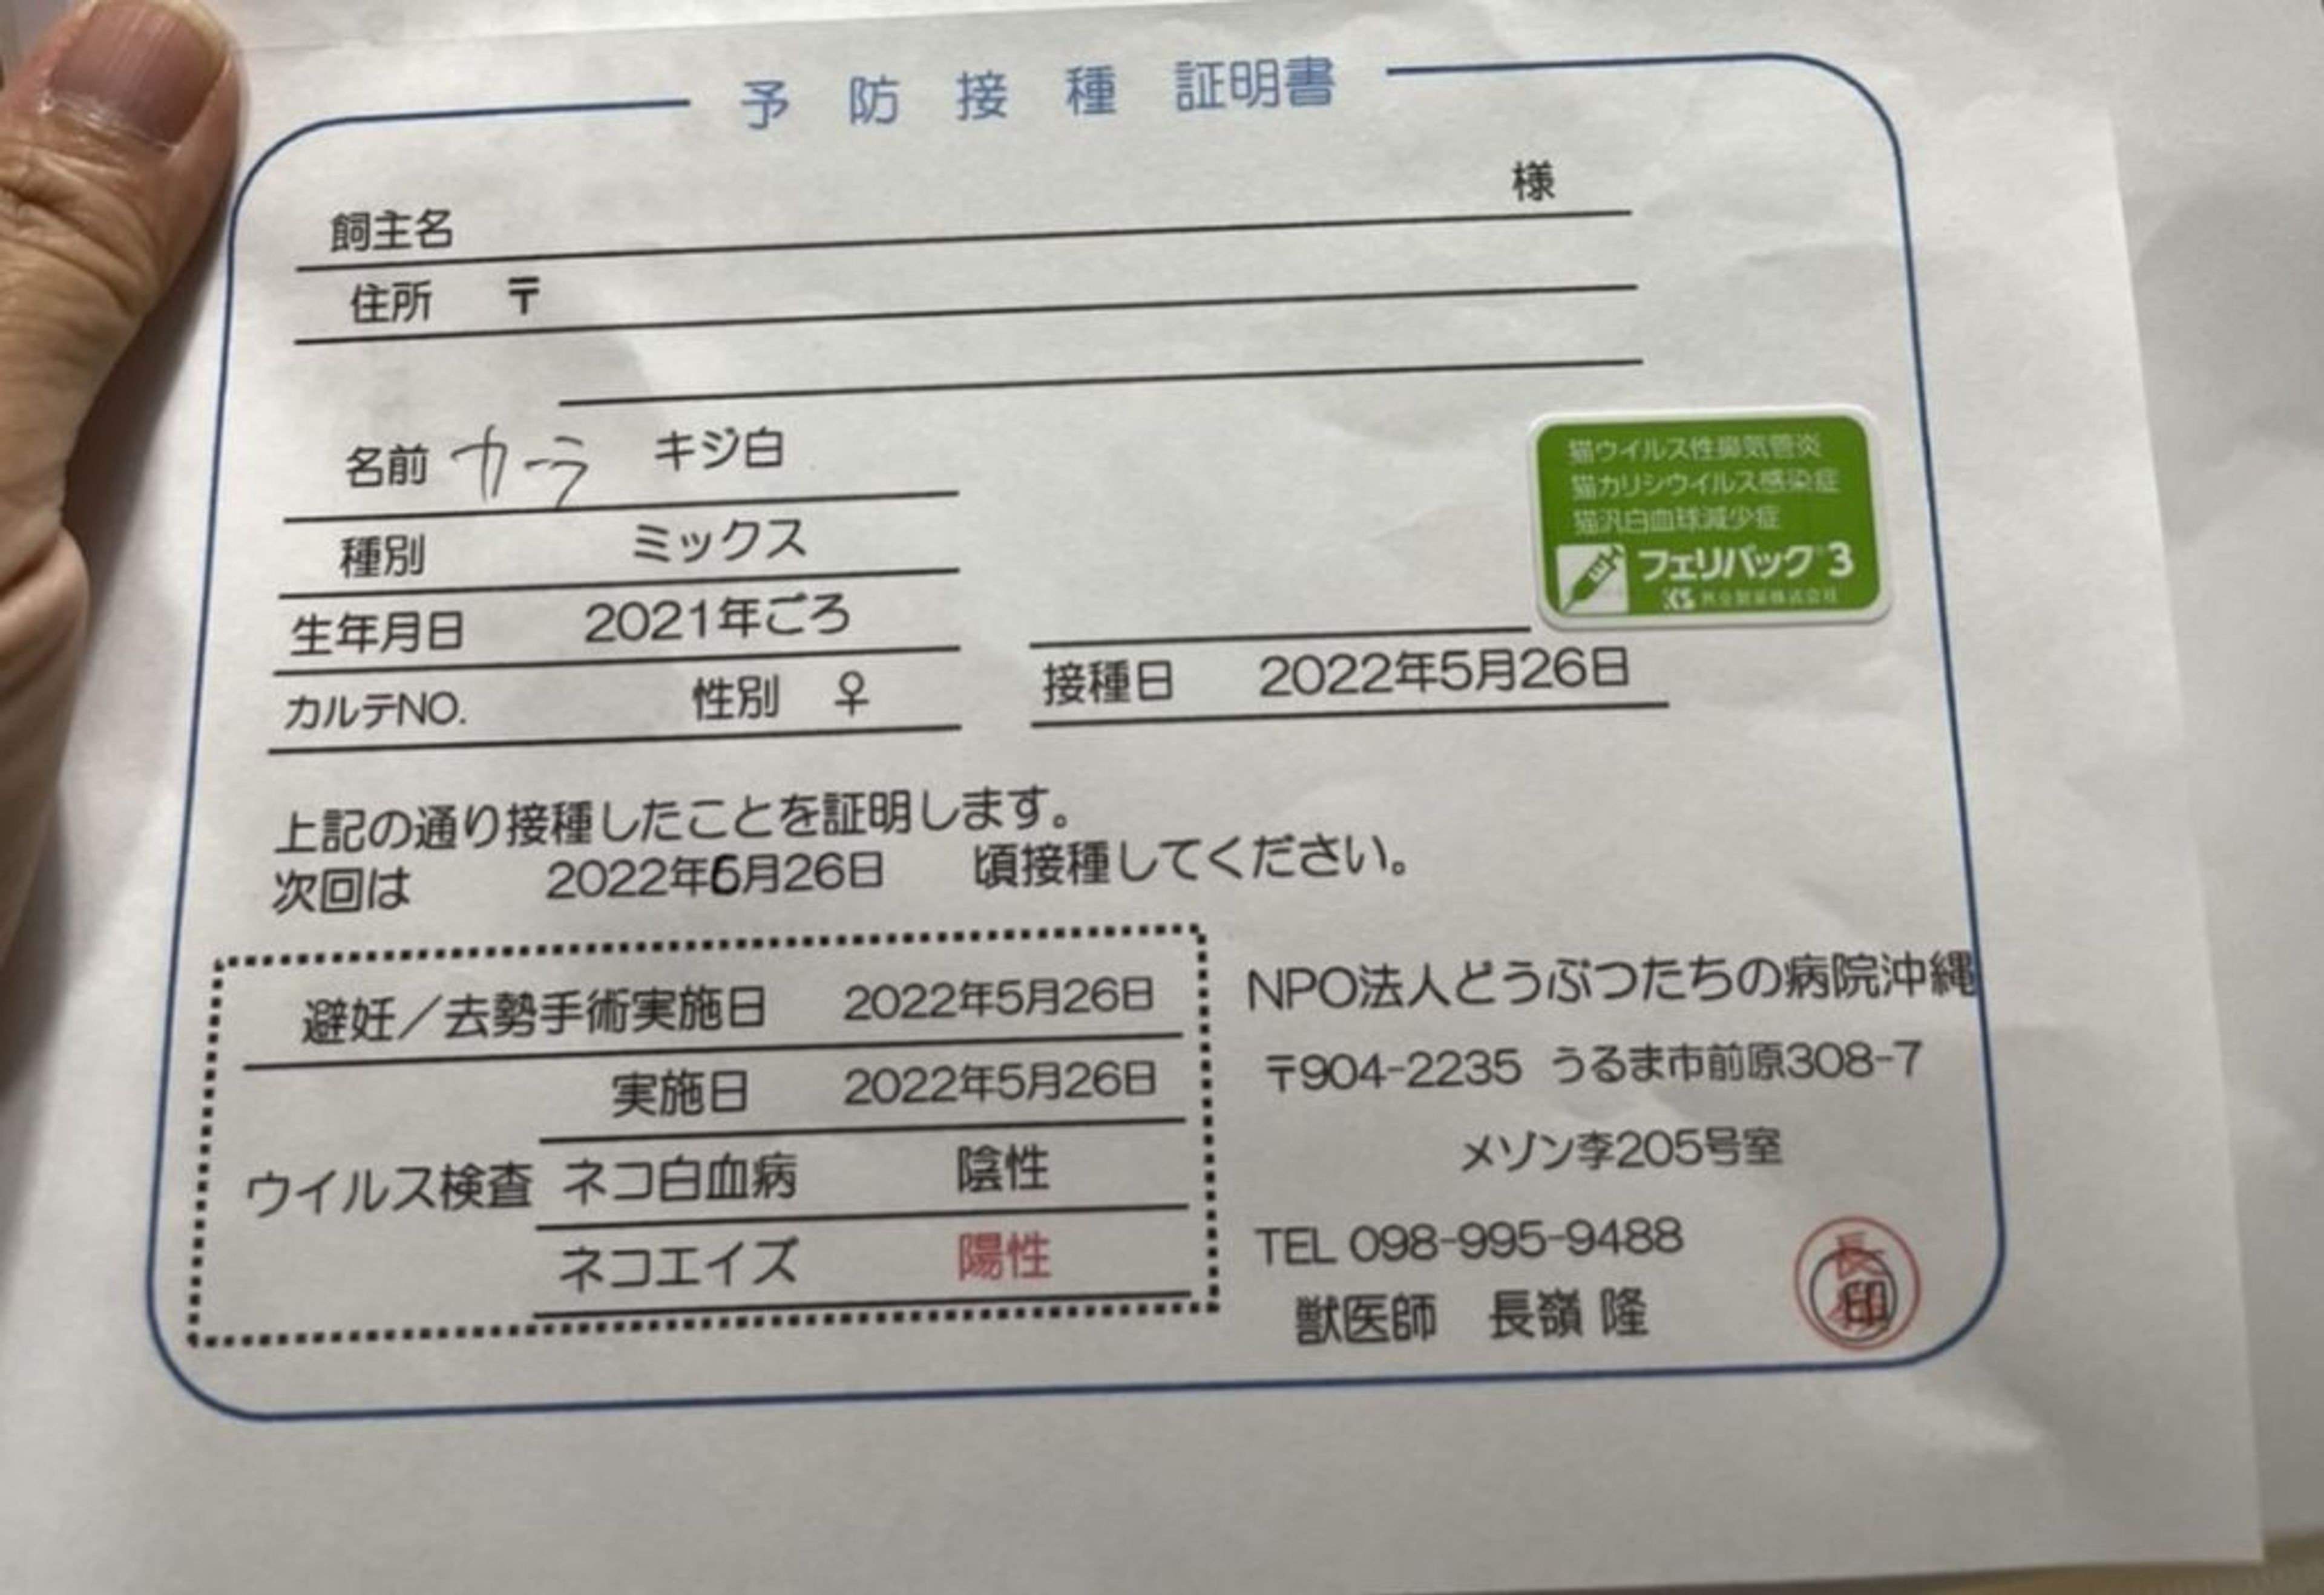 予防接種証明書
飼主名 様
住所 〒
名前 カーラ キジ白
種別 ミックス
生年月日 2021年ごろ
カルテNO. 性別 ♀
猫ウイルス性鼻気管炎
猫カリシウイルス感染症
猫汎白血球減少症
フェリバック3
共立製薬株式会社
接種日 2022年5月26日
上記の通り接種したことを証明します。
次回は 2022年6月26日 頃接種してください。
避妊／去勢手術実施日 2022年5月26日
実施日 2022年5月26日
ウイルス検査 ネコ白血病 陰性
ネコエイズ 陽性
NPO法人どうぶつたちの病院沖縄
〒904-2235 うるま市前原308-7
メゾン李205号室
TEL 098-995-9488
獣医師 長嶺 隆
印